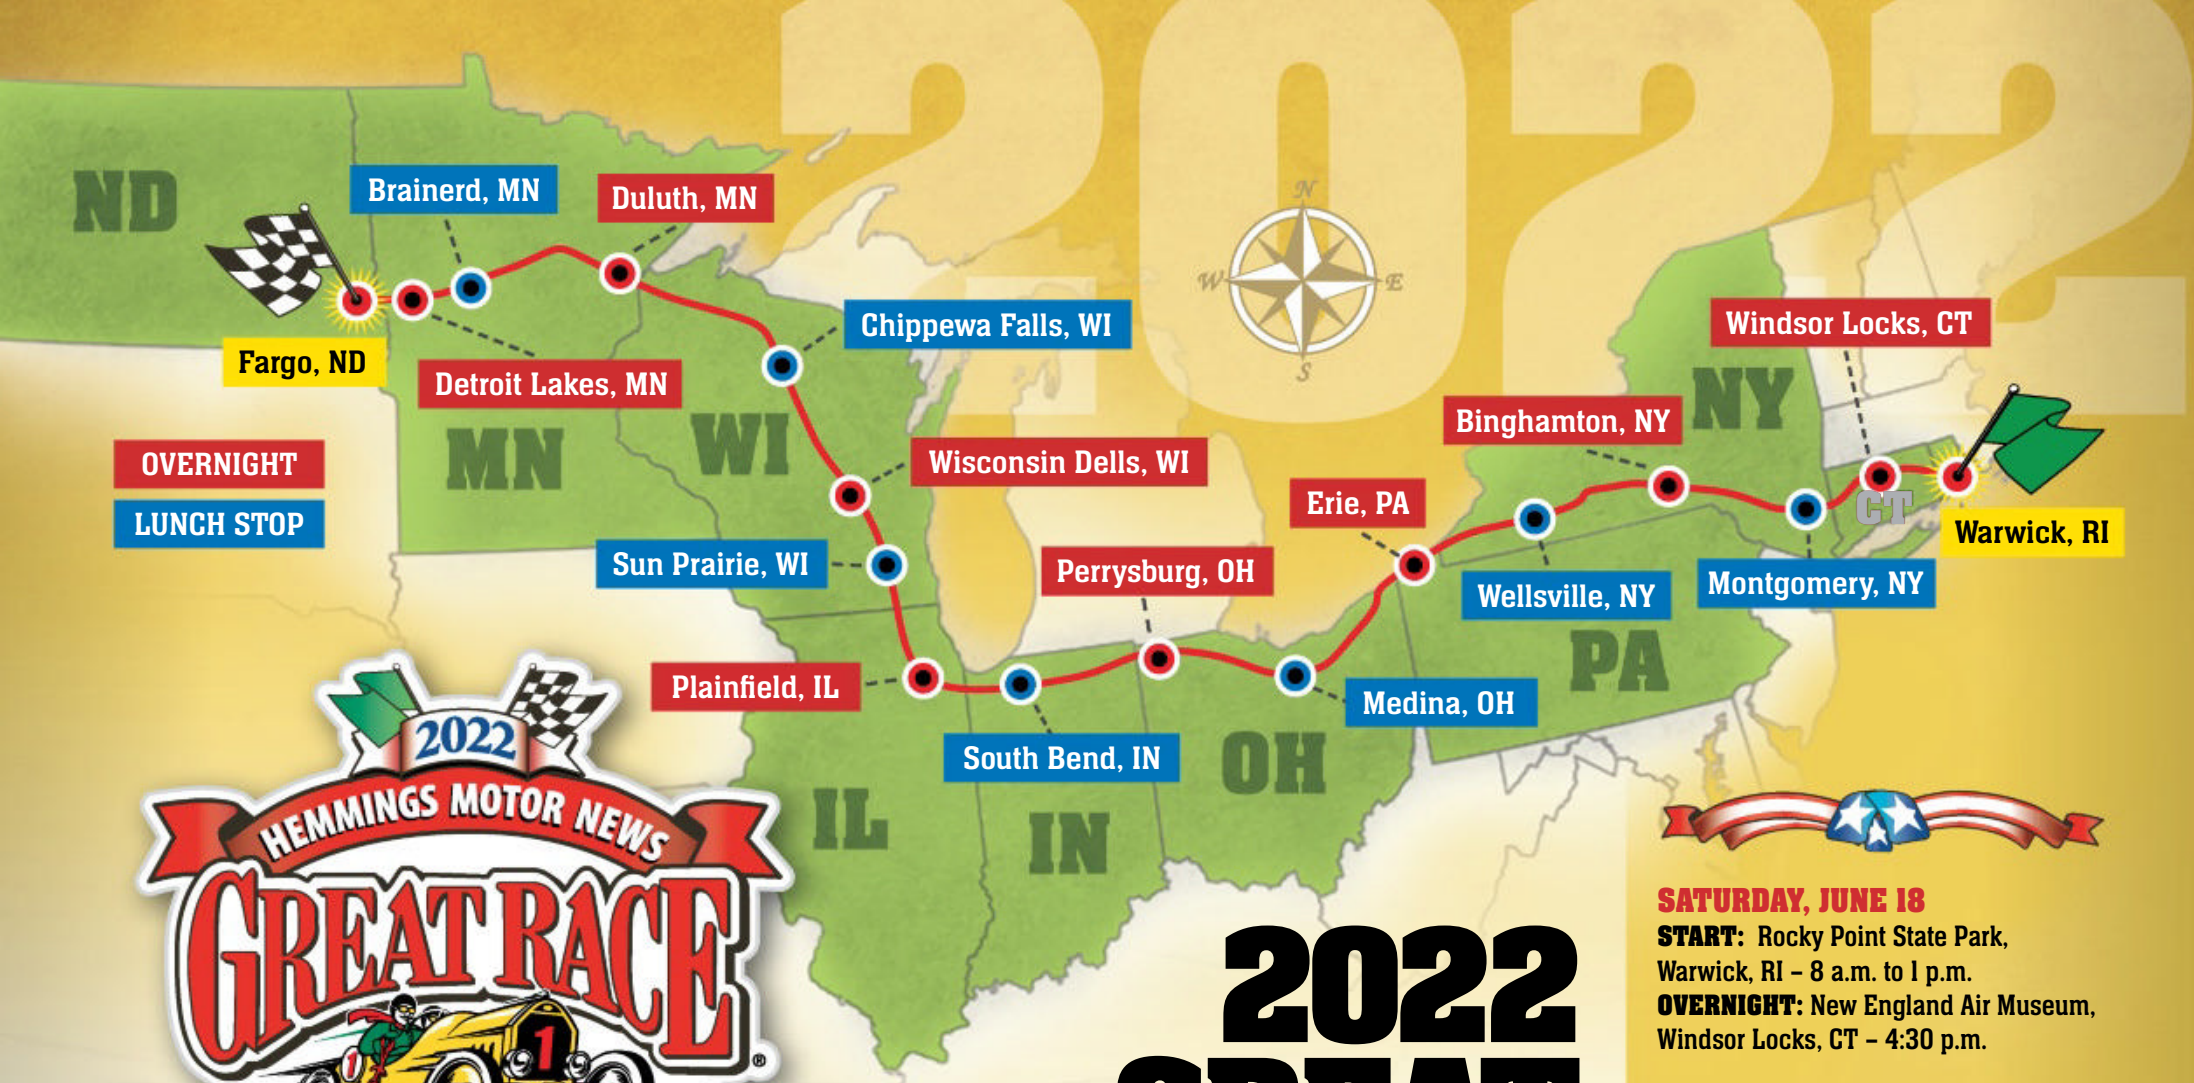 2022
ND
Brainerd, MN
Duluth, MN
N
W
E
S
Fargo, ND
Detroit Lakes, MN
Chippewa Falls, WI
Windsor Locks, CT
NY
Binghamton, NY
MN
WI
Wisconsin Dells, WI
OVERNIGHT
LUNCH STOP
Erie, PA
CT
Warwick, RI
Sun Prairie, WI
Perrysburg, OH
Wellsville, NY
Montgomery, NY
PA
Plainfield, IL
Medina, OH
South Bend, IN
OH
IL
IN
2022
HEMMINGS MOTOR NEWS
GREAT RACE
1
1
®
2022
GREAT
SATURDAY, JUNE 18
START: Rocky Point State Park,
Warwick, RI – 8 a.m. to 1 p.m.
OVERNIGHT: New England Air Museum,
Windsor Locks, CT – 4:30 p.m.